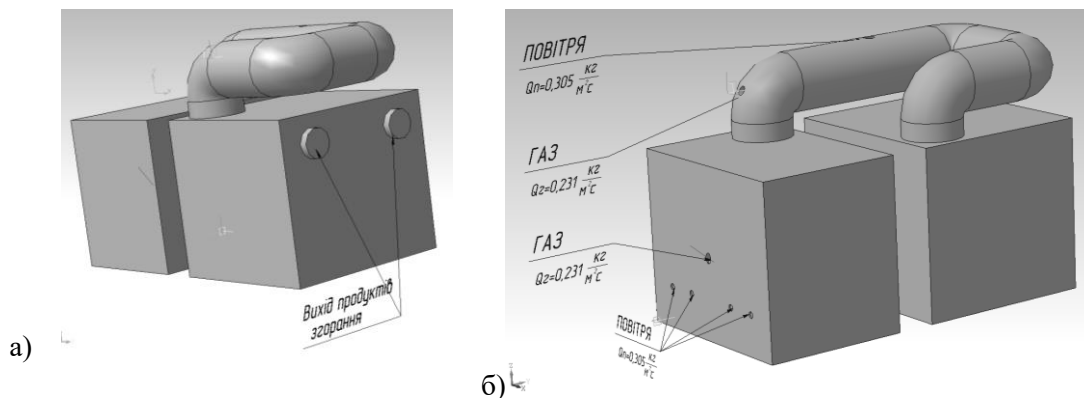 а)
Вихід продуктів
згорання
б)
ПОВІТРЯ
Qп=0,305 кг/м²с
ГАЗ
Qг=0,231 кг/м²с
ГАЗ
Qг=0,231 кг/м²с
ПОВІТРЯ
Qп=0,305 кг/м²с